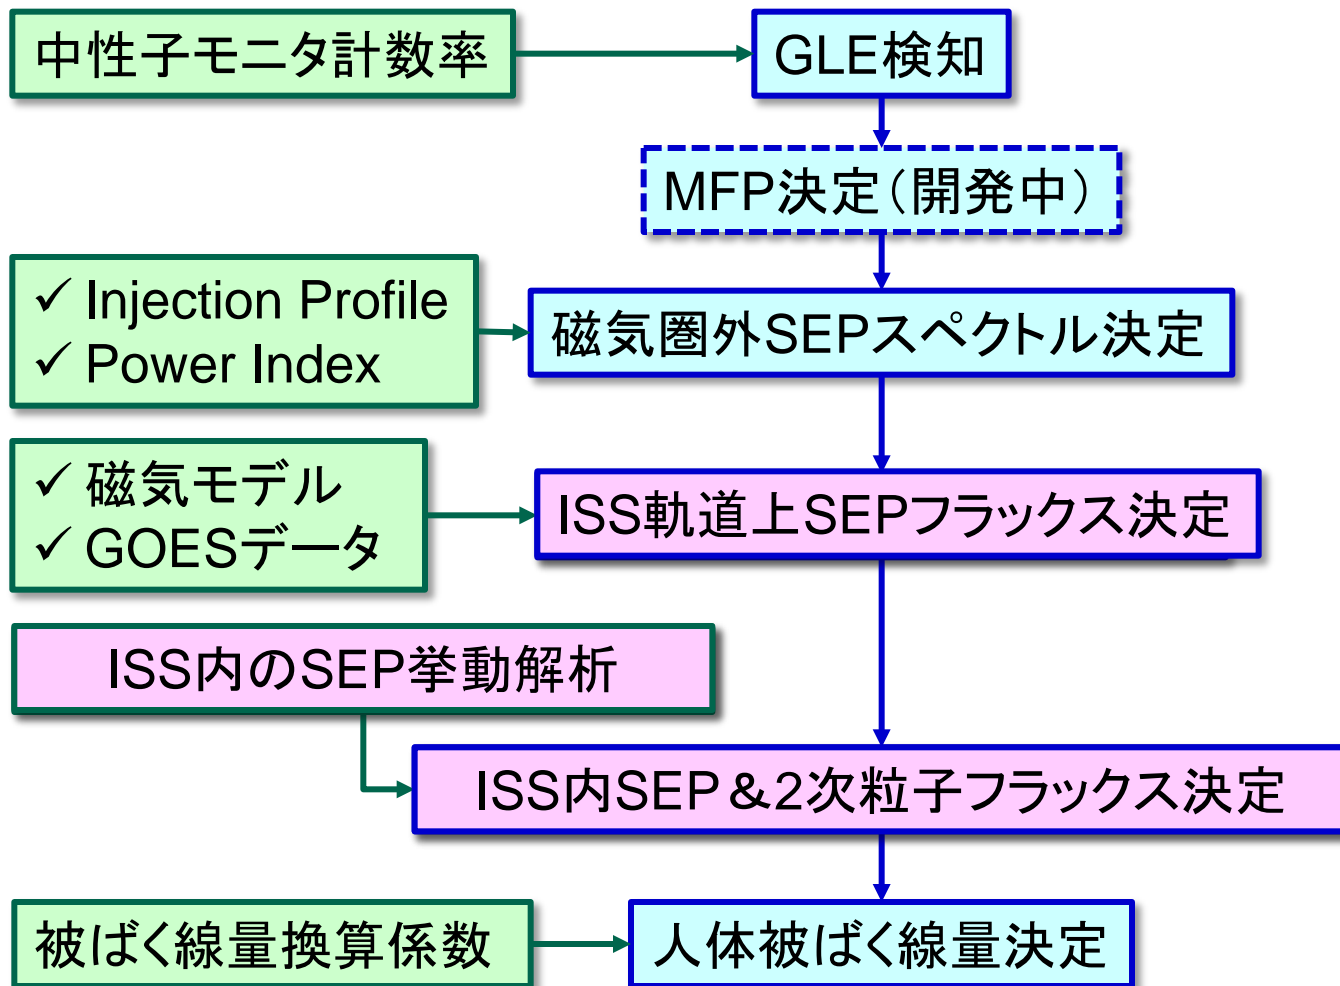 中性子モニタ計数率
GLE検知
MFP決定（開発中）
✓ Injection Profile
✓ Power Index
磁気圏外SEPスペクトル決定
✓ 磁気モデル
✓ GOESデータ
ISS軌道上SEPフラックス決定
ISS内のSEP挙動解析
ISS内SEP＆2次粒子フラックス決定
被ばく線量換算係数
人体被ばく線量決定